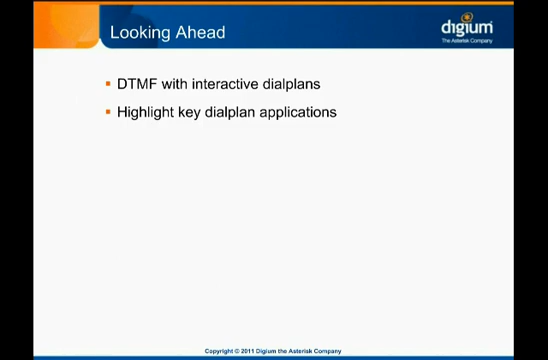 Looking Ahead
digium
The Asterisk Company
DTMF with interactive dialplans
Highlight key dialplan applications
Copyright © 2011 Digium the Asterisk Company